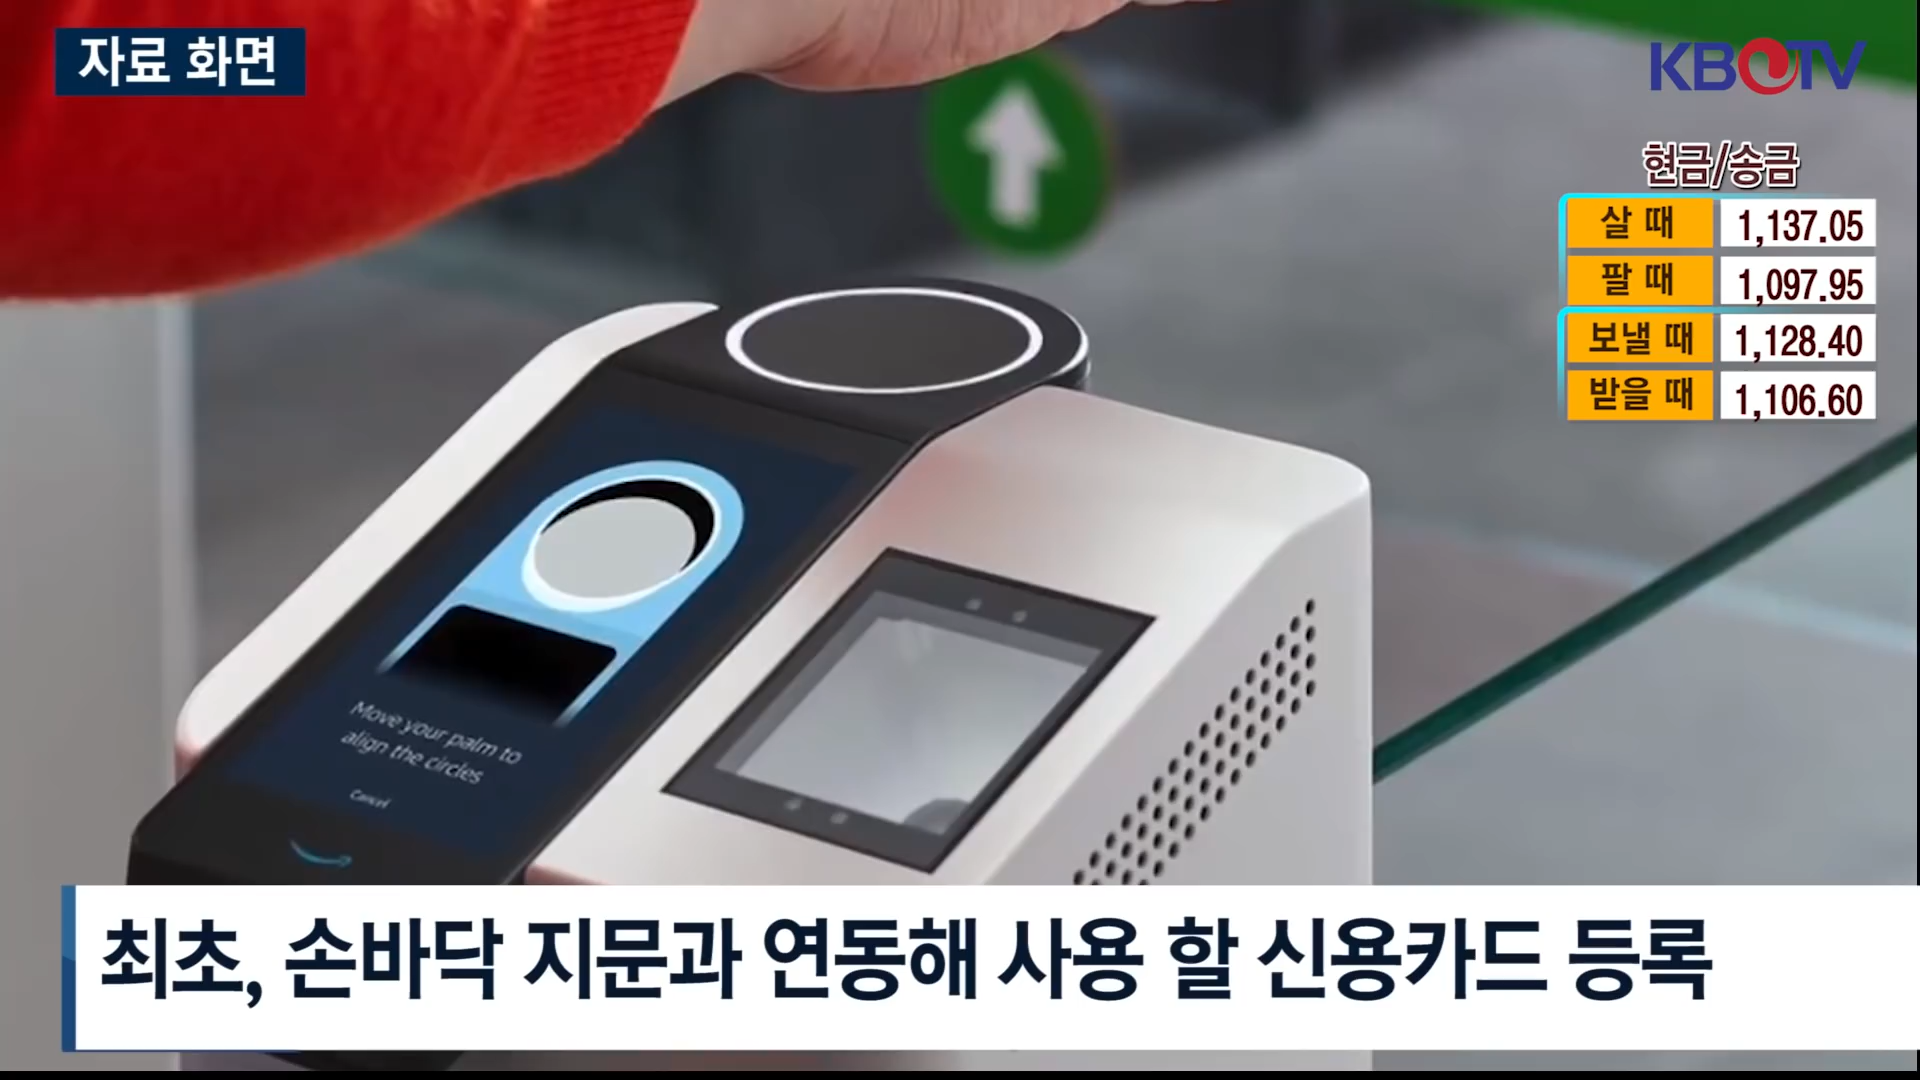 자료 화면
KBOTV
현금/송금
살 때 1,137.05
팔 때 1,097.95
보낼 때 1,128.40
받을 때 1,106.60
Move your palm to
align the circles
Cancel
최초, 손바닥 지문과 연동해 사용 할 신용카드 등록